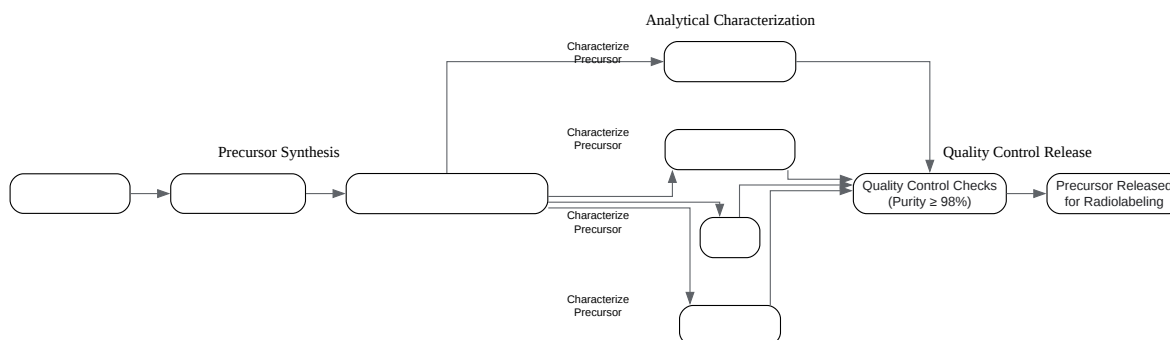 Analytical Characterization
Characterize
Precursor
Characterize
Precursor
Precursor Synthesis
Quality Control Release
Quality Control Checks
(Purity ≥ 98%)
Precursor Released
for Radiolabeling
Characterize
Precursor
Characterize
Precursor